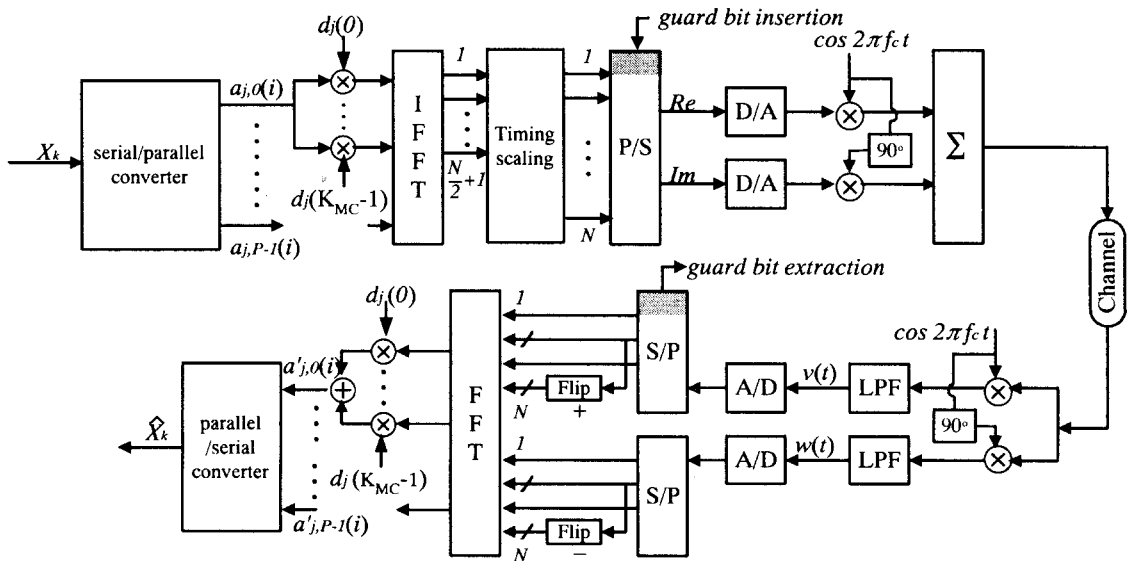 guard bit insertion
dj(0)
cos 2πfct
Xk
serial/parallel
converter
aj,0(i)
aj,P-1(i)
dj(KMC-1)
I
F
F
T
1
N/2+1
Timing
scaling
1
N
P/S
Re
Im
D/A
D/A
90°
Σ
Channel
guard bit extraction
cos 2πfct
90°
LPF
LPF
v(t)
w(t)
A/D
A/D
S/P
S/P
1
Flip
+
N
1
Flip
−
N
F
F
T
dj(0)
dj(KMC-1)
a'j,0(i)
a'j,P-1(i)
parallel
/serial
converter
X̂k